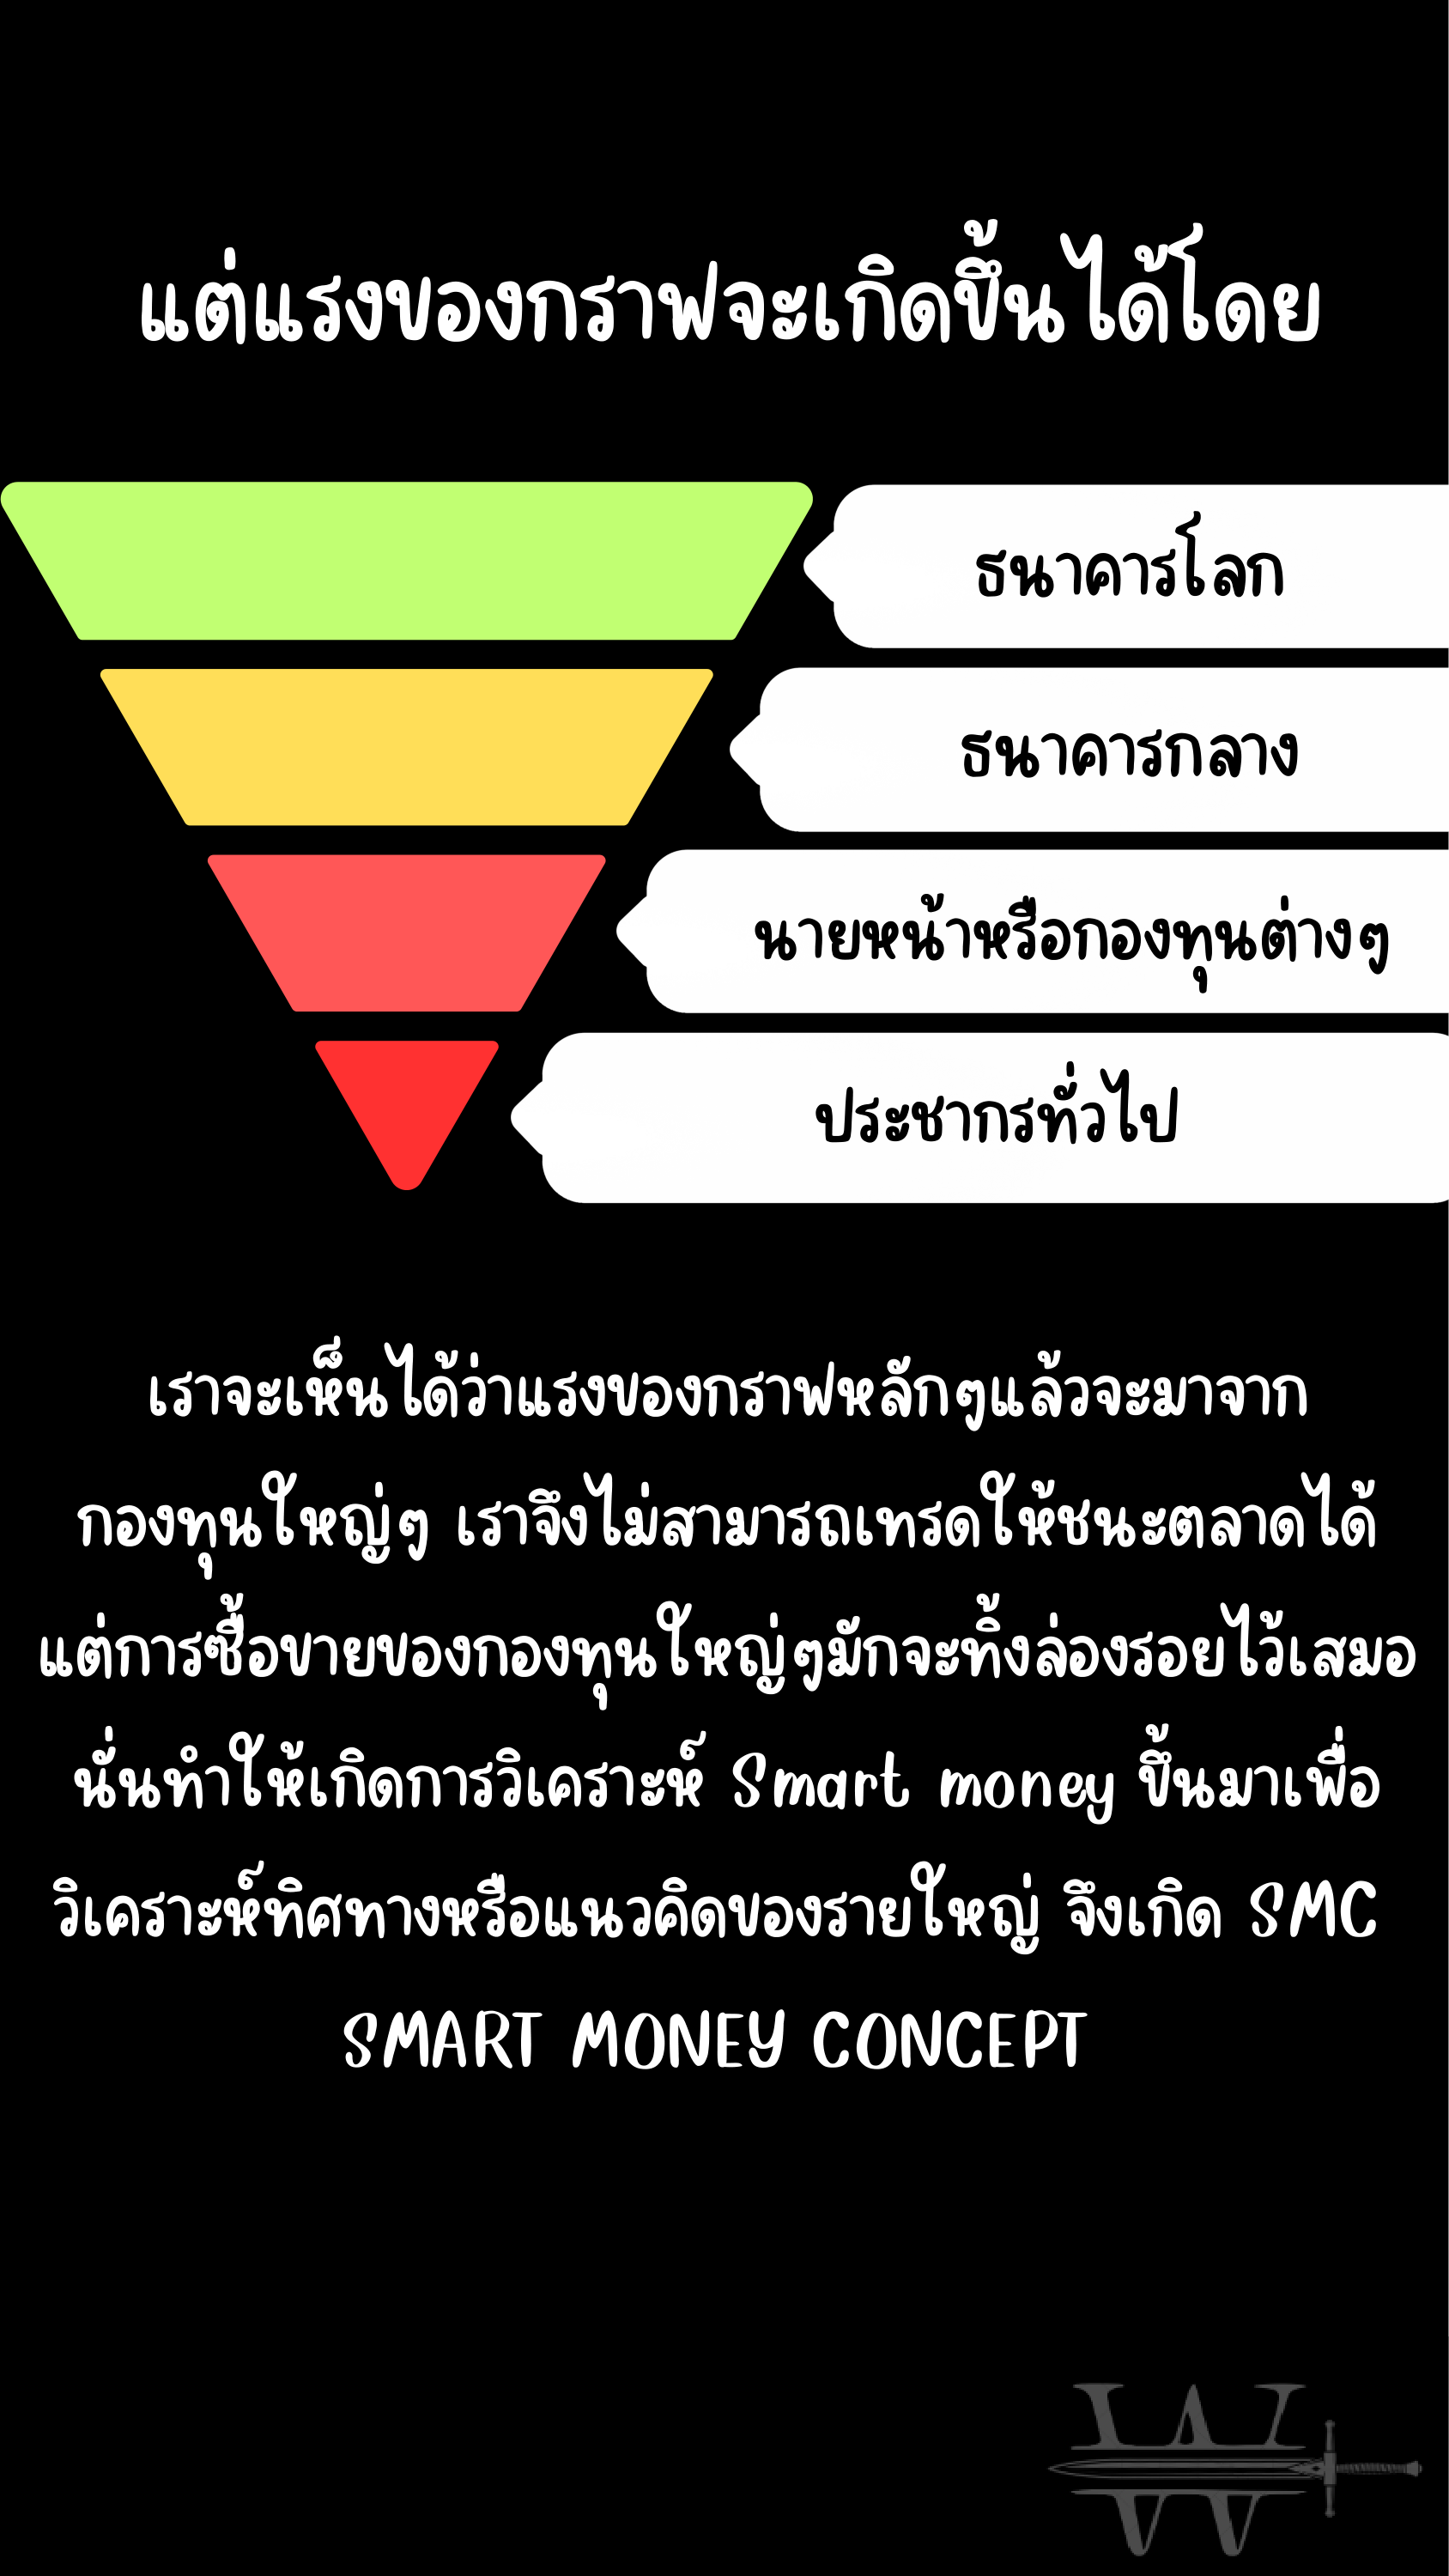 แต่แรงของกราฟจะเกิดขึ้นได้โดย
ธนาคารโลก
ธนาคารกลาง
นายหน้าหรือกองทุนต่างๆ
ประชากรทั่วไป
เราจะเห็นได้ว่าแรงของกราฟหลักๆแล้วจะมาจาก
กองทุนใหญ่ๆ เราจึงไม่สามารถเทรดให้ชนะตลาดได้
แต่การซื้อขายของกองทุนใหญ่ๆมักจะทิ้งล่องรอยไว้เสมอ
นั่นทำให้เกิดการวิเคราะห์ Smart money ขึ้นมาเพื่อ
วิเคราะห์ทิศทางหรือแนวคิดของรายใหญ่ จึงเกิด SMC
SMART MONEY CONCEPT
W